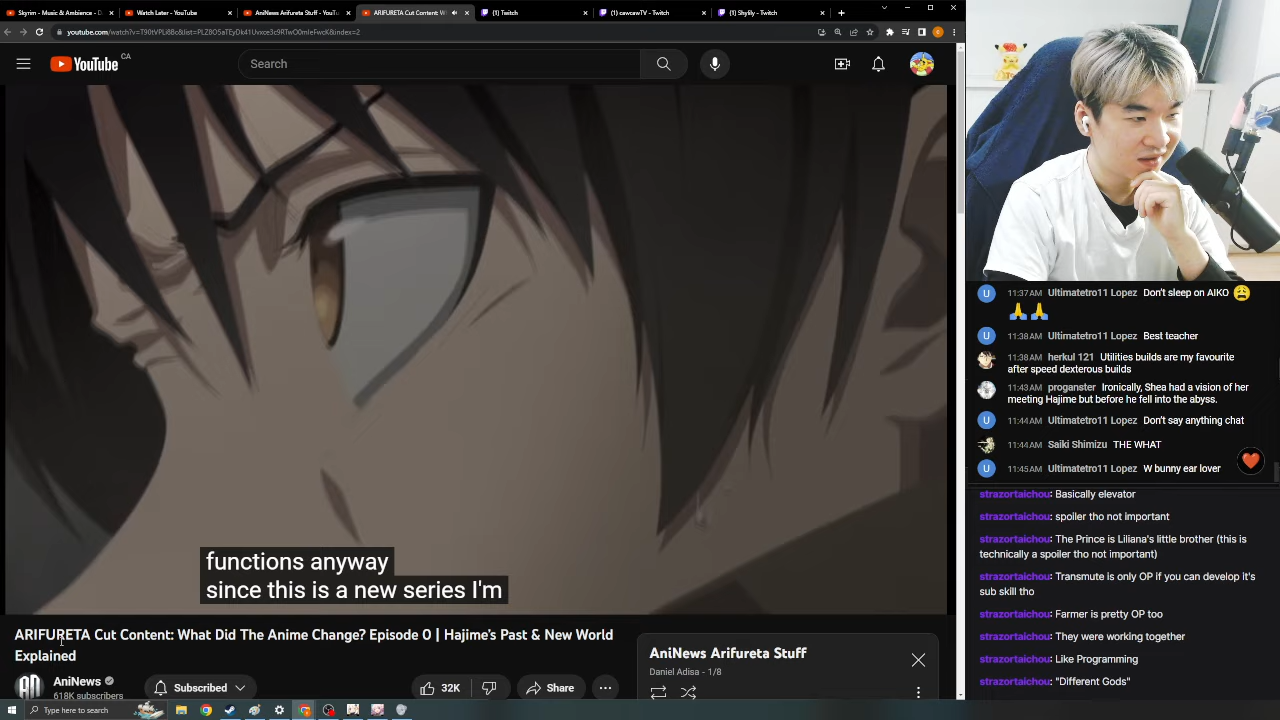 Slgrim - Music & Ambience - D
Watch Later - YouTube
AniNews Arifureta Stuff - YouTu
ARIFURETA Cut Content: W
(1) Twitch
(1) cawcawTV - Twitch
(1) Shylily - Twitch
YouTube CA
Search
functions anyway
since this is a new series I'm
ARIFURETA Cut Content: What Did The Anime Change? Episode 0 | Hajime's Past & New World
Explained
AniNews
618K subscribers
Subscribed
32K
Share
AniNews Arifureta Stuff
Daniel Adisa - 1/8
Type here to search
U 11:37 AM Ultimatetro11 Lopez Don't sleep on AIKO
U 11:38 AM Ultimatetro11 Lopez Best teacher
11:38 AM herkul 121 Utilities builds are my favourite
after speed dexterous builds
11:43 AM proganster Ironically, Shea had a vision of her
meeting Hajime but before he fell into the abyss.
U 11:44 AM Ultimatetro11 Lopez Don't say anything chat
11:44 AM Saiki Shimizu THE WHAT
U 11:45 AM Ultimatetro11 Lopez W bunny ear lover
strazortaichou: Basically elevator
strazortaichou: spoiler tho not important
strazortaichou: The Prince is Liliana's little brother (this is
technically a spoiler tho not important)
strazortaichou: Transmute is only OP if you can develop it's
sub skill tho
strazortaichou: Farmer is pretty OP too
strazortaichou: They were working together
strazortaichou: Like Programming
strazortaichou: "DIfferent Gods"